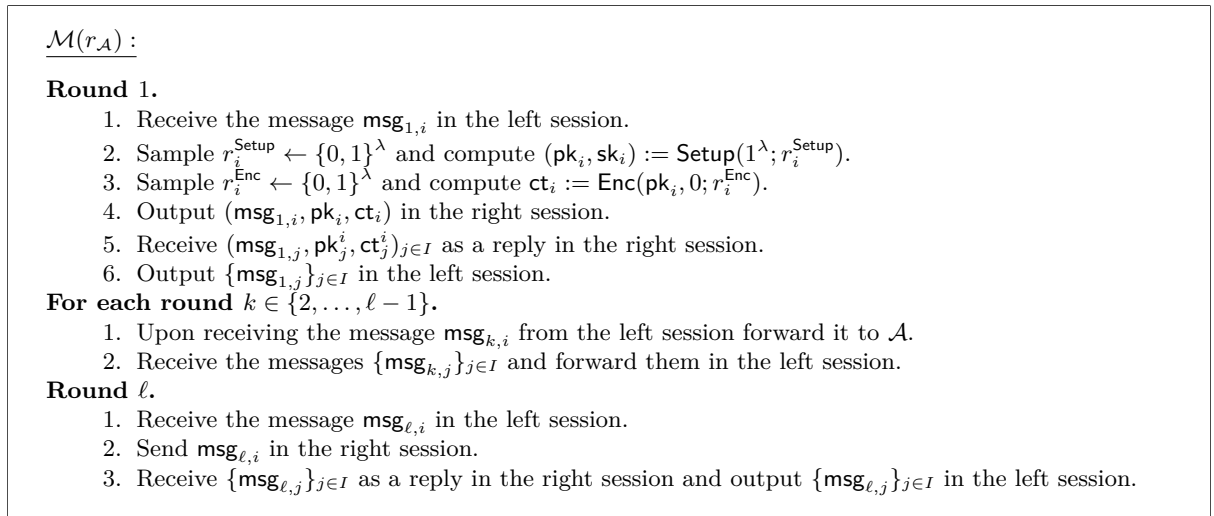 M(r_A) :
Round 1.
1. Receive the message msg_{1,i} in the left session.
2. Sample r_i^{Setup} ← {0, 1}^λ and compute (pk_i, sk_i) := Setup(1^λ; r_i^{Setup}).
3. Sample r_i^{Enc} ← {0, 1}^λ and compute ct_i := Enc(pk_i, 0; r_i^{Enc}).
4. Output (msg_{1,i}, pk_i, ct_i) in the right session.
5. Receive (msg_{1,j}, pk_j^i, ct_j^i)_{j∈I} as a reply in the right session.
6. Output {msg_{1,j}}_{j∈I} in the left session.
For each round k ∈ {2, . . . , ℓ − 1}.
1. Upon receiving the message msg_{k,i} from the left session forward it to A.
2. Receive the messages {msg_{k,j}}_{j∈I} and forward them in the left session.
Round ℓ.
1. Receive the message msg_{ℓ,i} in the left session.
2. Send msg_{ℓ,i} in the right session.
3. Receive {msg_{ℓ,j}}_{j∈I} as a reply in the right session and output {msg_{ℓ,j}}_{j∈I} in the left session.